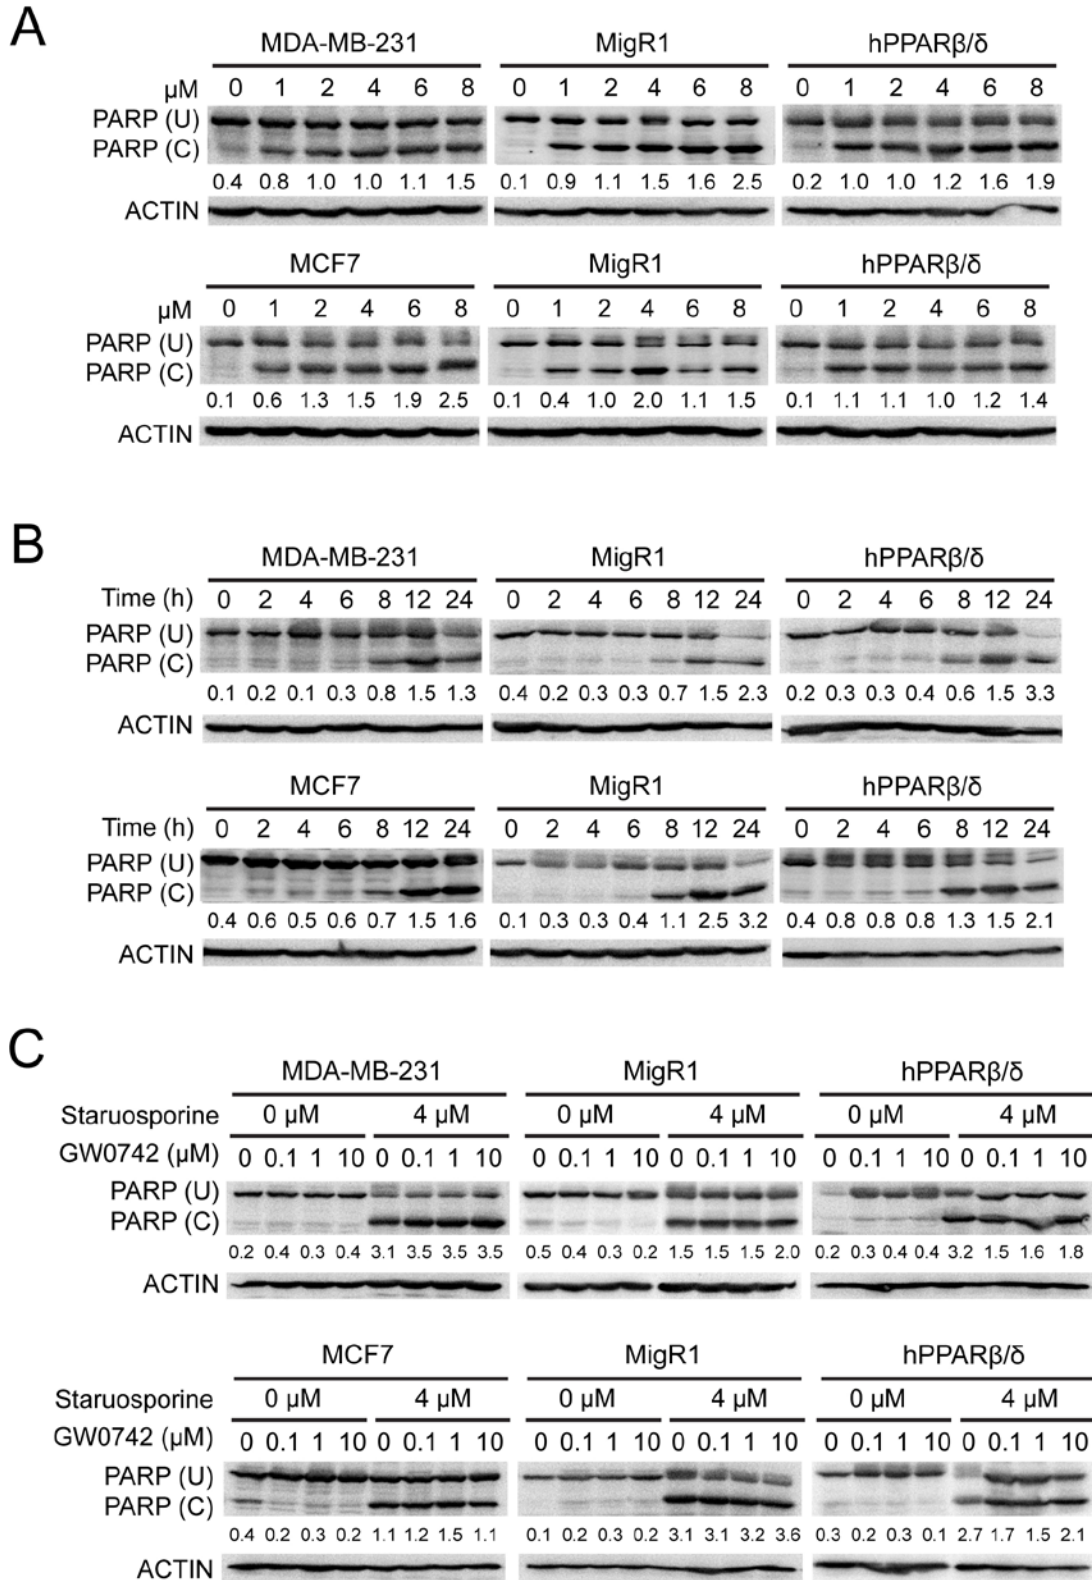 A
MDA-MB-231 MigR1 hPPARβ/δ
µM 0 1 2 4 6 8 0 1 2 4 6 8 0 1 2 4 6 8
PARP (U)
PARP (C)
0.4 0.8 1.0 1.0 1.1 1.5 0.1 0.9 1.1 1.5 1.6 2.5 0.2 1.0 1.0 1.2 1.6 1.9
ACTIN
MCF7 MigR1 hPPARβ/δ
µM 0 1 2 4 6 8 0 1 2 4 6 8 0 1 2 4 6 8
PARP (U)
PARP (C)
0.1 0.6 1.3 1.5 1.9 2.5 0.1 0.4 1.0 2.0 1.1 1.5 0.1 1.1 1.1 1.0 1.2 1.4
ACTIN
B
MDA-MB-231 MigR1 hPPARβ/δ
Time (h) 0 2 4 6 8 12 24 0 2 4 6 8 12 24 0 2 4 6 8 12 24
PARP (U)
PARP (C)
0.1 0.2 0.1 0.3 0.8 1.5 1.3 0.4 0.2 0.3 0.3 0.7 1.5 2.3 0.2 0.3 0.3 0.4 0.6 1.5 3.3
ACTIN
MCF7 MigR1 hPPARβ/δ
Time (h) 0 2 4 6 8 12 24 0 2 4 6 8 12 24 0 2 4 6 8 12 24
PARP (U)
PARP (C)
0.4 0.6 0.5 0.6 0.7 1.5 1.6 0.1 0.3 0.3 0.4 1.1 2.5 3.2 0.4 0.8 0.8 0.8 1.3 1.5 2.1
ACTIN
C
MDA-MB-231 MigR1 hPPARβ/δ
Staruosporine 0 µM 4 µM 0 µM 4 µM 0 µM 4 µM
GW0742 (µM) 0 0.1 1 10 0 0.1 1 10 0 0.1 1 10 0 0.1 1 10 0 0.1 1 10 0 0.1 1 10
PARP (U)
PARP (C)
0.2 0.4 0.3 0.4 3.1 3.5 3.5 3.5 0.5 0.4 0.3 0.2 1.5 1.5 1.5 2.0 0.2 0.3 0.4 0.4 3.2 1.5 1.6 1.8
ACTIN
MCF7 MigR1 hPPARβ/δ
Staruosporine 0 µM 4 µM 0 µM 4 µM 0 µM 4 µM
GW0742 (µM) 0 0.1 1 10 0 0.1 1 10 0 0.1 1 10 0 0.1 1 10 0 0.1 1 10 0 0.1 1 10
PARP (U)
PARP (C)
0.4 0.2 0.3 0.2 1.1 1.2 1.5 1.1 0.1 0.2 0.3 0.2 3.1 3.1 3.2 3.6 0.3 0.2 0.3 0.1 2.7 1.7 1.5 2.1
ACTIN